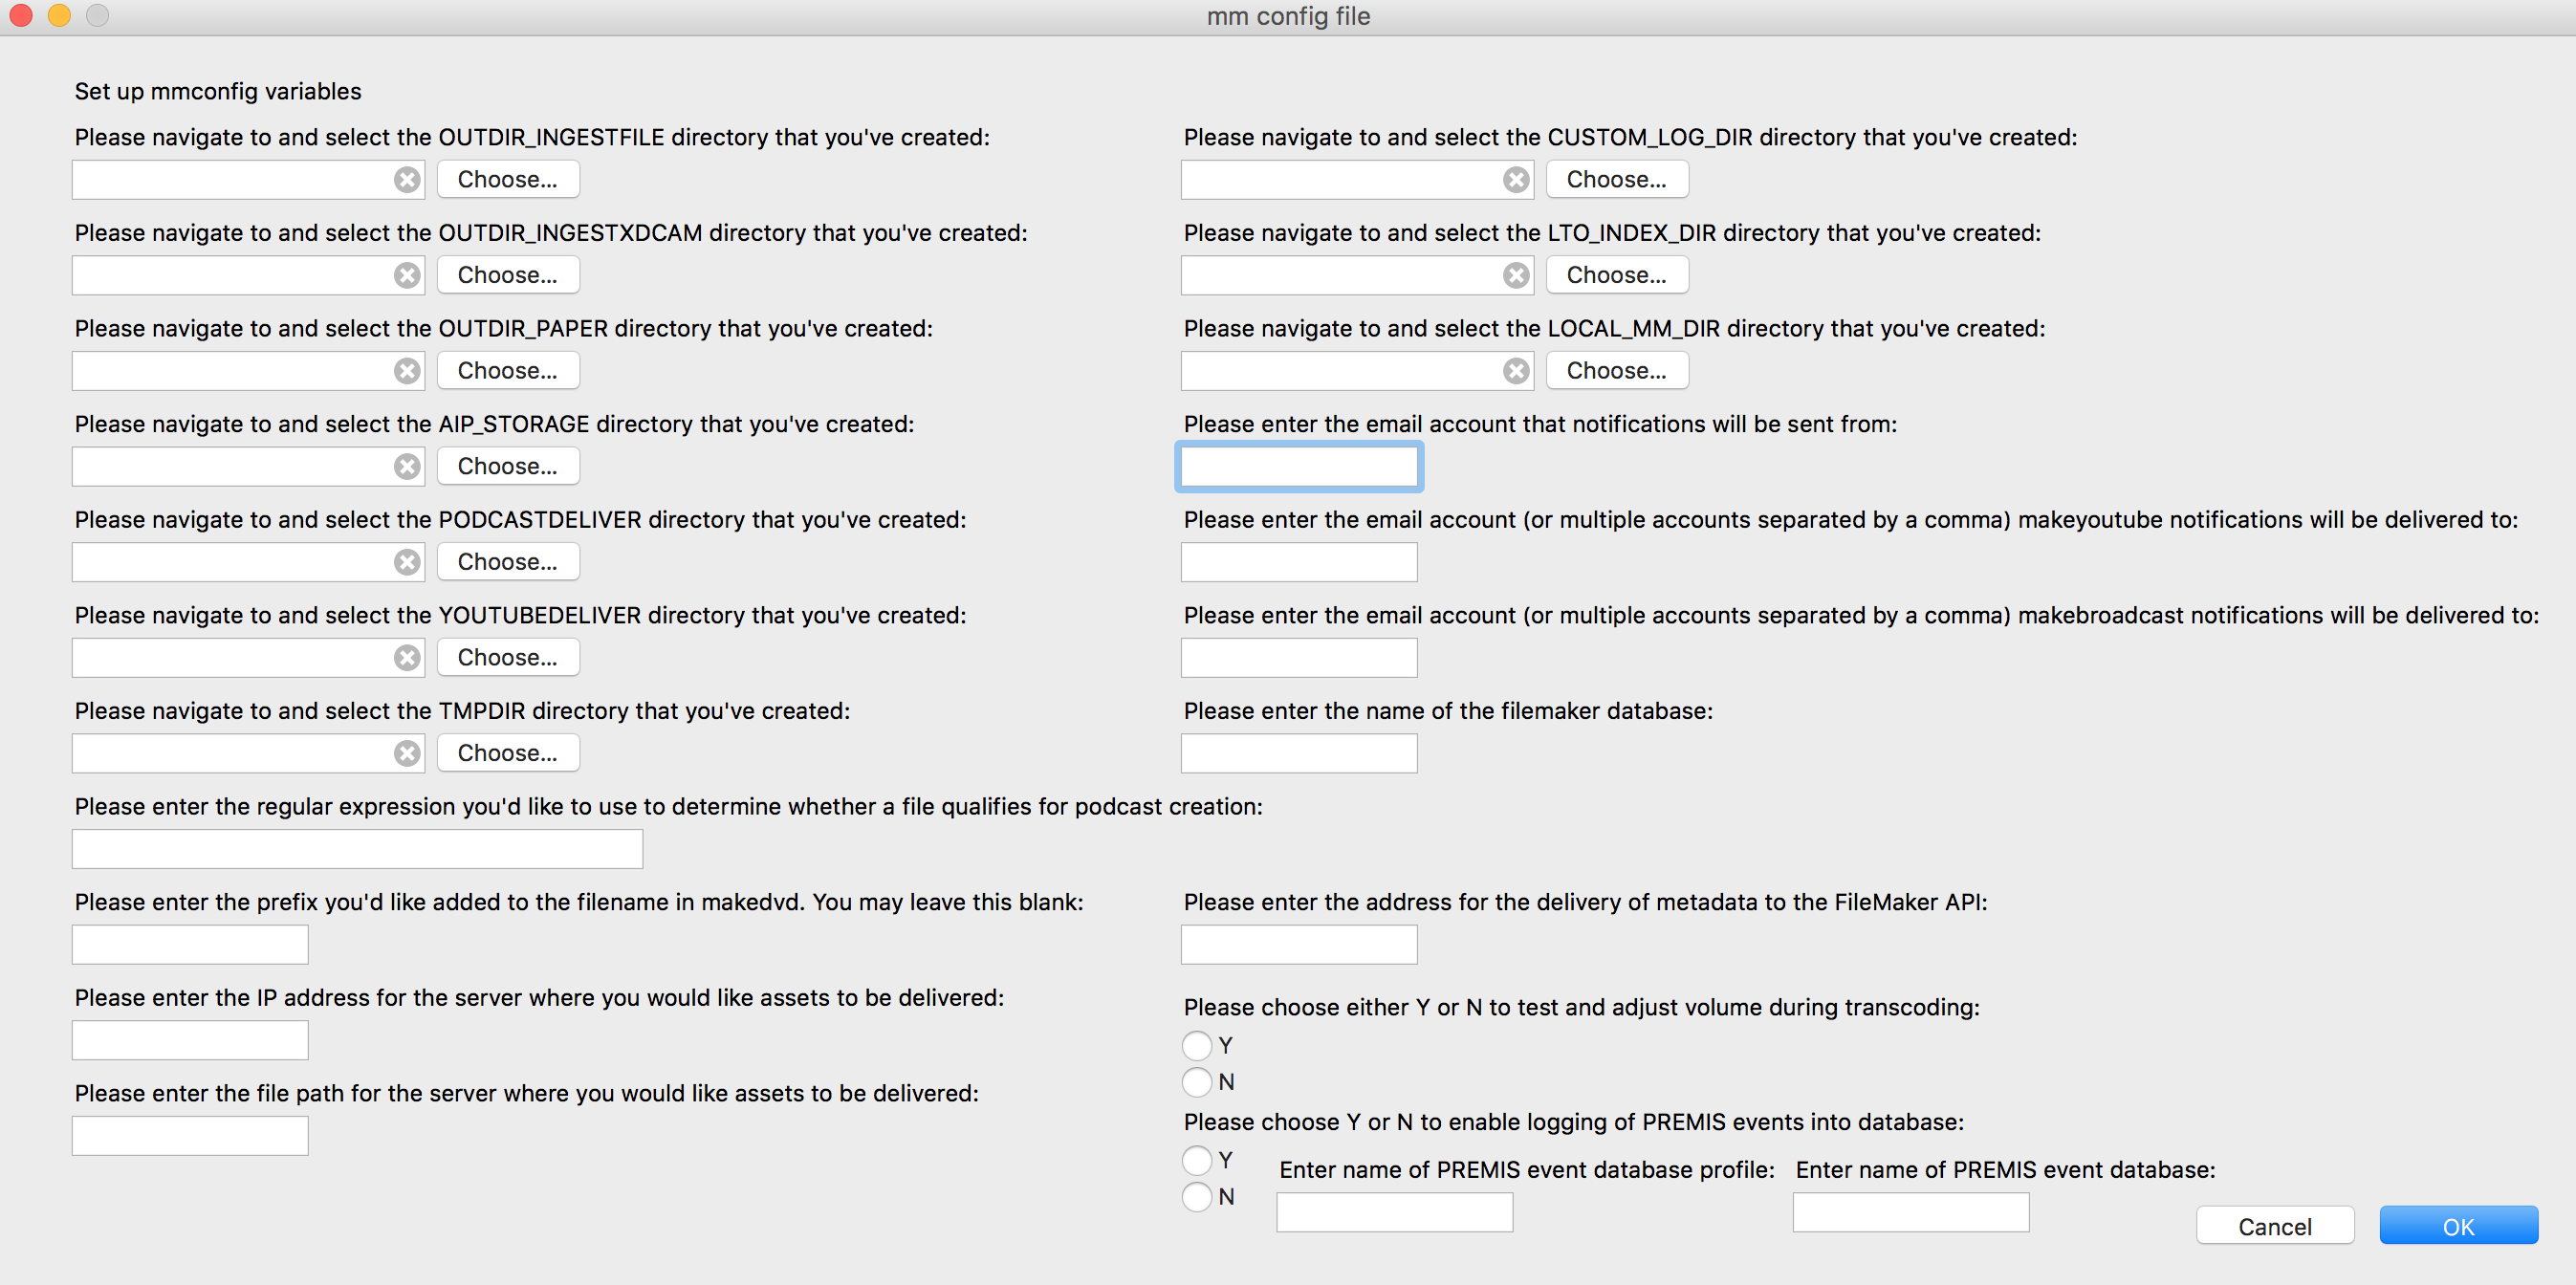 mm config file
Set up mmconfig variables
Please navigate to and select the OUTDIR_INGESTFILE directory that you've created:
Choose...
Please navigate to and select the OUTDIR_INGESTXDCAM directory that you've created:
Choose...
Please navigate to and select the OUTDIR_PAPER directory that you've created:
Choose...
Please navigate to and select the AIP_STORAGE directory that you've created:
Choose...
Please navigate to and select the PODCASTDELIVER directory that you've created:
Choose...
Please navigate to and select the YOUTUBEDELIVER directory that you've created:
Choose...
Please navigate to and select the TMPDIR directory that you've created:
Choose...
Please enter the regular expression you'd like to use to determine whether a file qualifies for podcast creation:
Please enter the prefix you'd like added to the filename in makedvd. You may leave this blank:
Please enter the IP address for the server where you would like assets to be delivered:
Please enter the file path for the server where you would like assets to be delivered:
Please navigate to and select the CUSTOM_LOG_DIR directory that you've created:
Choose...
Please navigate to and select the LTO_INDEX_DIR directory that you've created:
Choose...
Please navigate to and select the LOCAL_MM_DIR directory that you've created:
Choose...
Please enter the email account that notifications will be sent from:
Please enter the email account (or multiple accounts separated by a comma) makeyoutube notifications will be delivered to:
Please enter the email account (or multiple accounts separated by a comma) makebroadcast notifications will be delivered to:
Please enter the name of the filemaker database:
Please enter the address for the delivery of metadata to the FileMaker API:
Please choose either Y or N to test and adjust volume during transcoding:
Y
N
Please choose Y or N to enable logging of PREMIS events into database:
Y
N
Enter name of PREMIS event database profile:
Enter name of PREMIS event database:
Cancel
OK